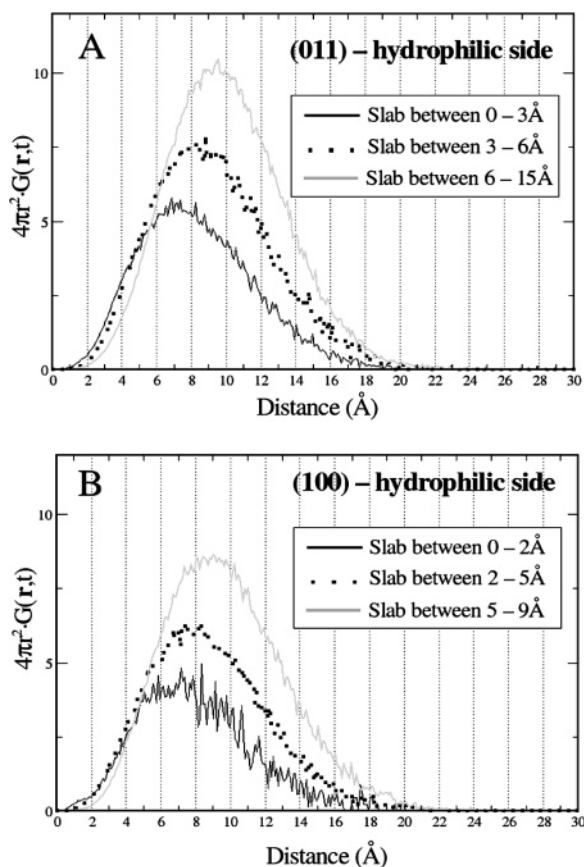 A
(011) – hydrophilic side
Slab between 0 – 3Å
Slab between 3 – 6Å
Slab between 6 – 15Å
10
5
0
4πr²·G(r,t)
0 2 4 6 8 10 12 14 16 18 20 22 24 26 28 30
Distance (Å)
B
(100) – hydrophilic side
Slab between 0 – 2Å
Slab between 2 – 5Å
Slab between 5 – 9Å
10
5
0
4πr²·G(r,t)
0 2 4 6 8 10 12 14 16 18 20 22 24 26 28 30
Distance (Å)